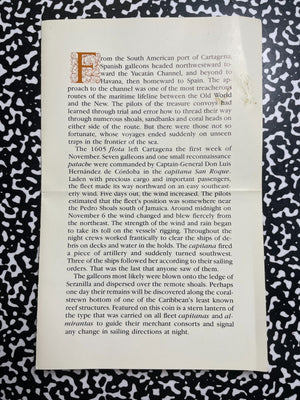 From the South American port of Cartagena,
Spanish galleons headed northwestward to-
ward the Yucatán Channel, and beyond to
Havana, then homeward to Spain. The ap-
proach to the channel was one of the most treacherous
routes of the maritime lifeline between the Old World
and the New. The pilots of the treasure convoys had
learned through trial and error how to thread their way
through numerous shoals, sandbanks and coral heads on
either side of the route. But there were those not so
fortunate, whose voyages ended suddenly on unseen
traps in the frontier of the sea.
The 1605 flota left Cartagena the first week of
November. Seven galleons and one small reconnaissance
patache were commanded by Captain-General Don Luis
Hernández de Córdoba in the capitana San Roque.
Laden with precious cargo and important passengers,
the fleet made its way northward on an easy southeast-
erly wind. Five days out, the wind increased. The pilots
estimated that the fleet's position was somewhere near
the Pedro Shoals south of Jamaica. Around midnight on
November 6 the wind changed and blew fiercely from
the northeast. The strength of the wind and rain began
to take its toll on the vessels' rigging. Throughout the
night crews worked frantically to clear the ships of de-
bris on decks and water in the holds. The capitana fired
a piece of artillery and suddenly turned southwest.
Three of the ships followed her according to their sailing
orders. That was the last that anyone saw of them.
The galleons most likely were blown onto the ledge of
Seranilla and dispersed over the remote shoals. Perhaps
one day their remains will be discovered along the coral-
strewn bottom of one of the Caribbean's least known
reef structures. Featured on this coin is a stern lantern of
the type that was carried on all fleet capitanas and al-
mirantas to guide their merchant consorts and signal
any change in sailing directions at night.